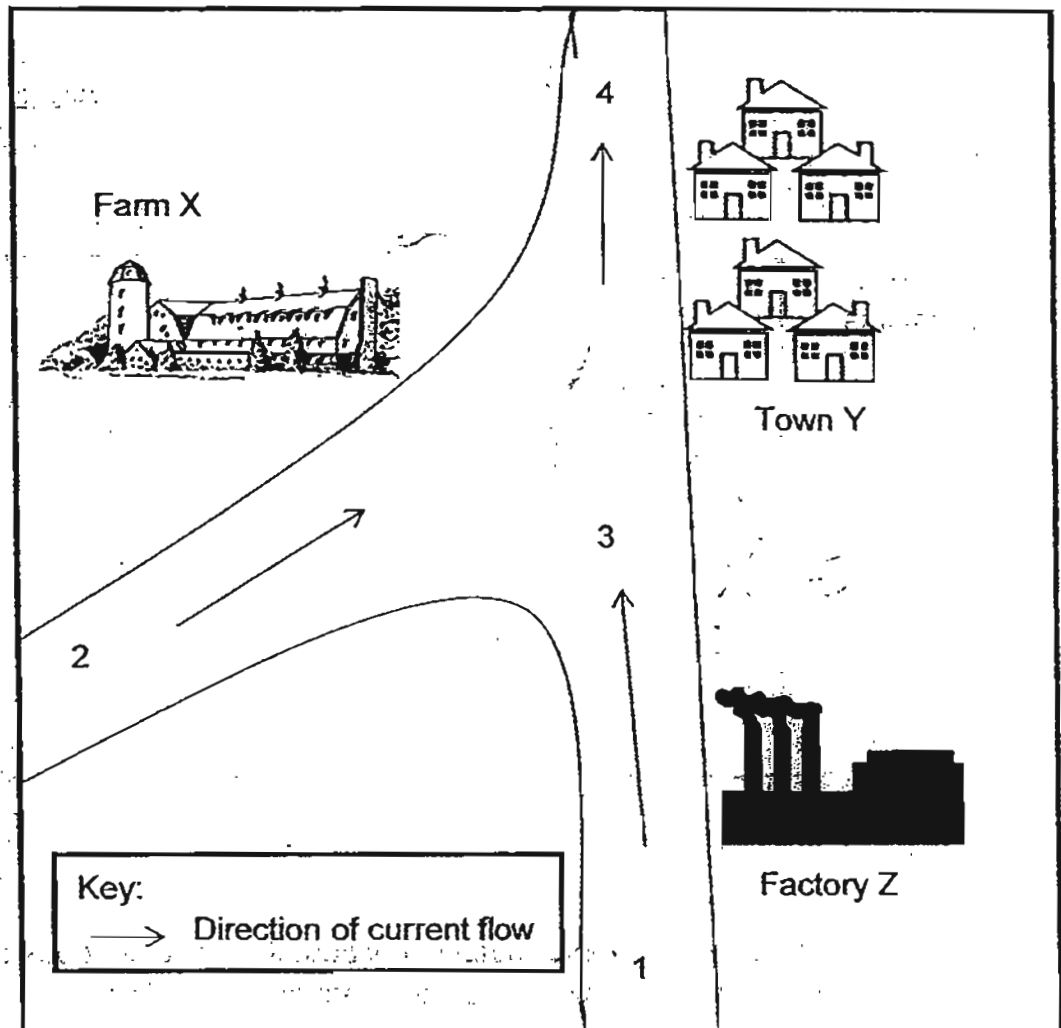 4
Farm X
Town Y
3
2
Factory Z
Key:
Direction of current flow
1